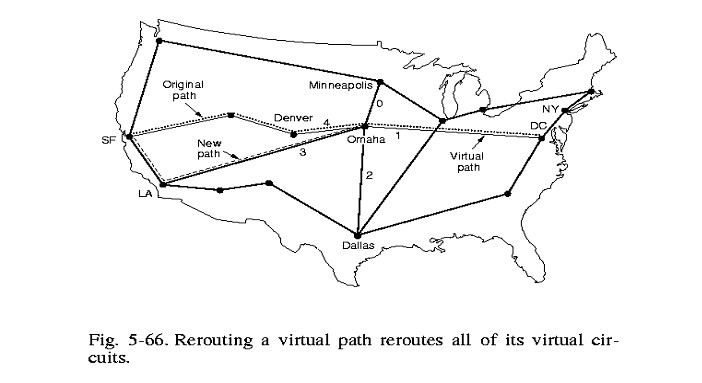 Original
path
Minneapolis
0
Denver
4
NY
DC
SF
New
path
3
Omaha
1
Virtual
path
2
LA
Dallas
Fig. 5-66. Rerouting a virtual path reroutes all of its virtual cir-
cuits.